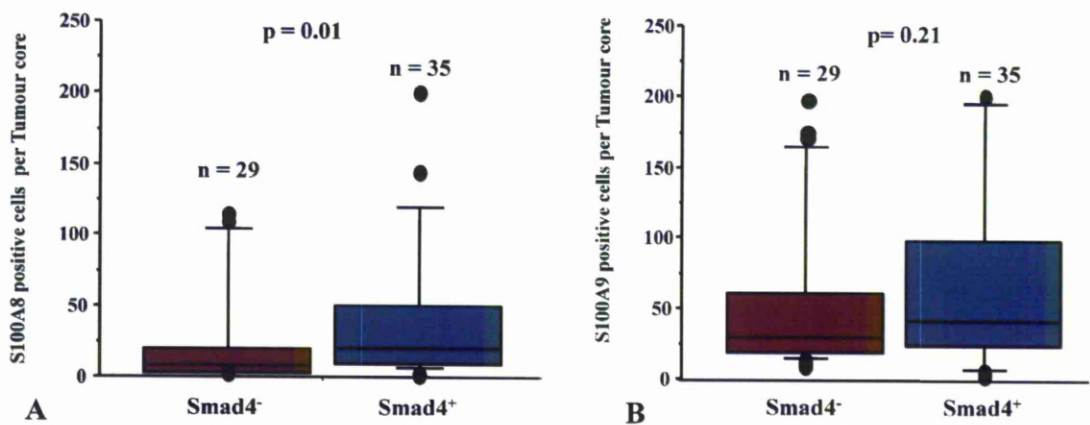 S100A8 positive cells per Tumour core
250
200
150
100
50
0
p = 0.01
n = 29
n = 35
Smad4-
Smad4+
A
S100A9 positive cells per Tumour core
250
200
150
100
50
0
p= 0.21
n = 29
n = 35
Smad4-
Smad4+
B